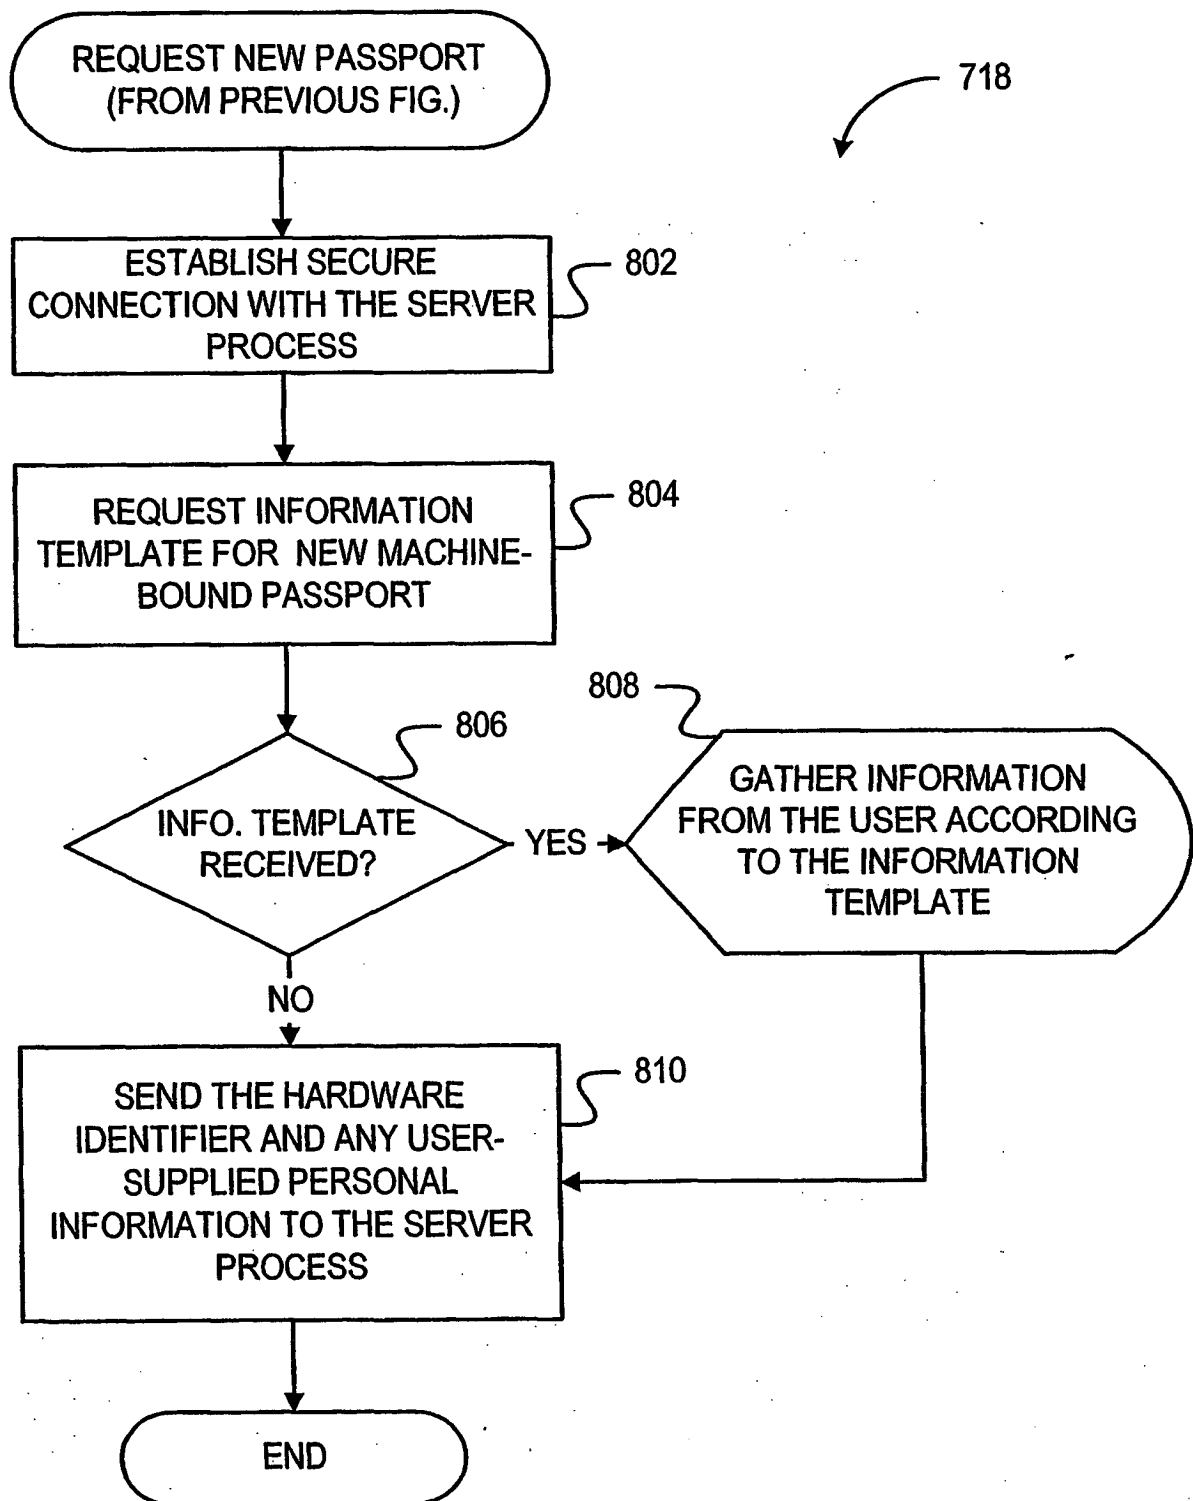 REQUEST NEW PASSPORT
(FROM PREVIOUS FIG.)
718
ESTABLISH SECURE
CONNECTION WITH THE SERVER
PROCESS
802
REQUEST INFORMATION
TEMPLATE FOR NEW MACHINE-
BOUND PASSPORT
804
806
INFO. TEMPLATE
RECEIVED?
YES
808
GATHER INFORMATION
FROM THE USER ACCORDING
TO THE INFORMATION
TEMPLATE
NO
SEND THE HARDWARE
IDENTIFIER AND ANY USER-
SUPPLIED PERSONAL
INFORMATION TO THE SERVER
PROCESS
810
END